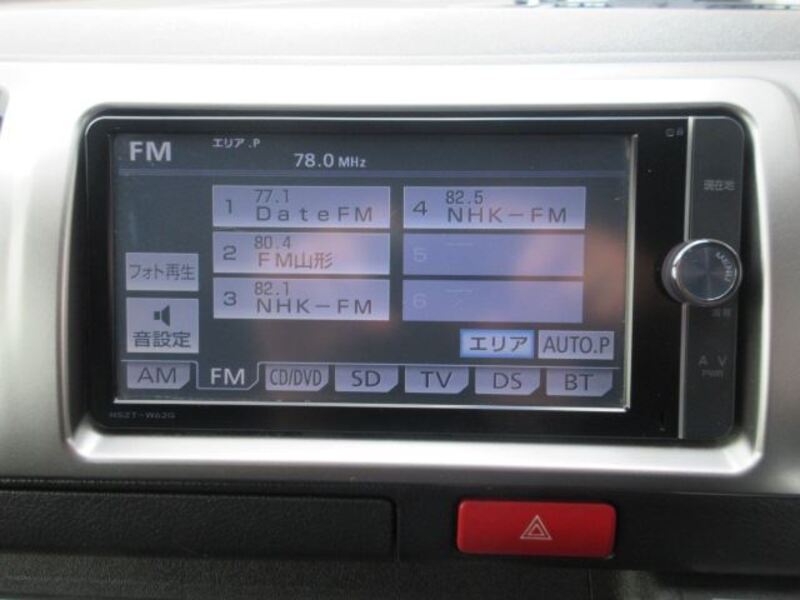 FM
エリア.P
78.0 MHz
1 77.1 DateFM
4 82.5 NHK-FM
2 80.4 FM山形
5
3 82.1 NHK-FM
6
フォト再生
音設定
エリア
AUTO.P
AM
FM
CD/DVD
SD
TV
DS
BT
NSZT-W62G
現在地
MENU
A V
PWR